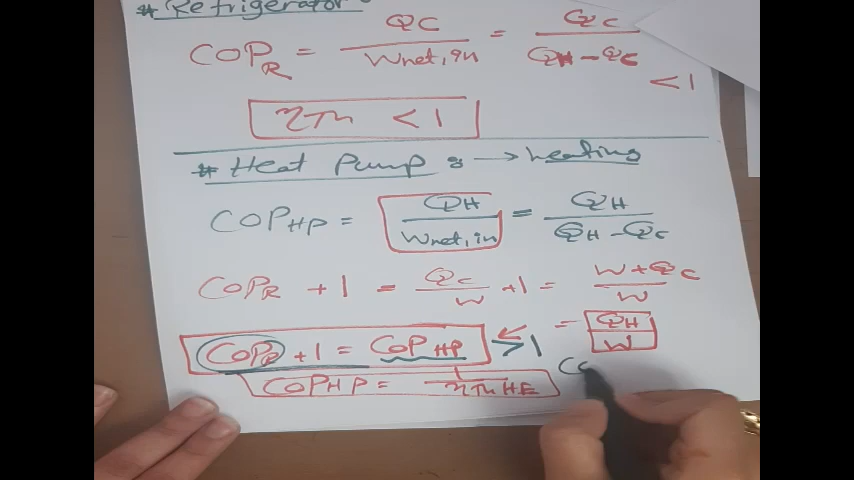 # Refrigerator
COPR = QC / Wnet,in = QC / QH - QC < 1
ηTh < 1
# Heat Pump : → heating
COPHP = QH / Wnet,in = QH / QH - QC
COPR + 1 = QC / W + 1 = W + QC / W
= QH / W
COPR + 1 = COPHP > 1
COPHP = 1 / ηTh HE